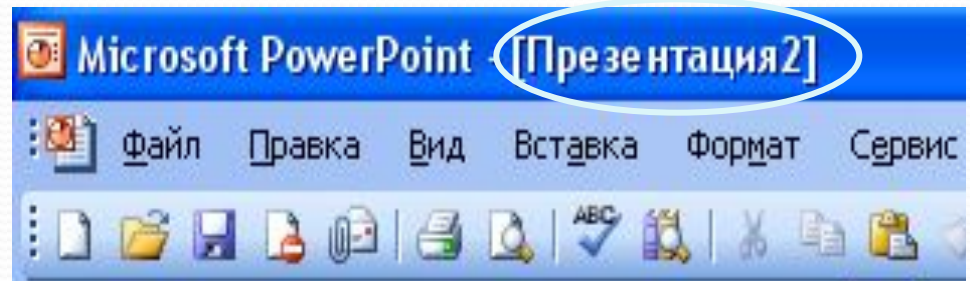 Microsoft PowerPoint - [Презентация2]
Файл Правка Вид Вставка Формат Сервис
ABC